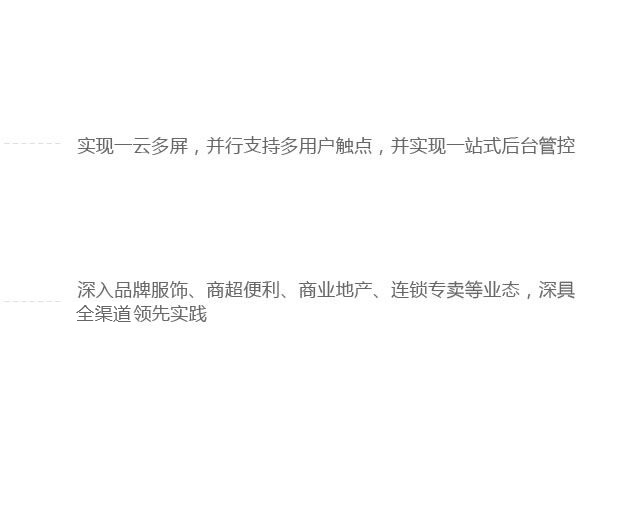 实现一云多屏，并行支持多用户触点，并实现一站式后台管控
深入品牌服饰、商超便利、商业地产、连锁专卖等业态，深具
全渠道领先实践